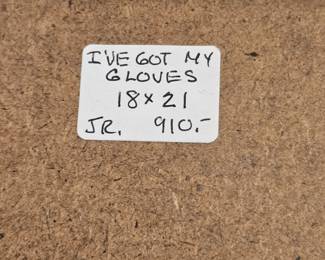 I'VE GOT MY
GLOVES
18 x 21
JR. 910.-